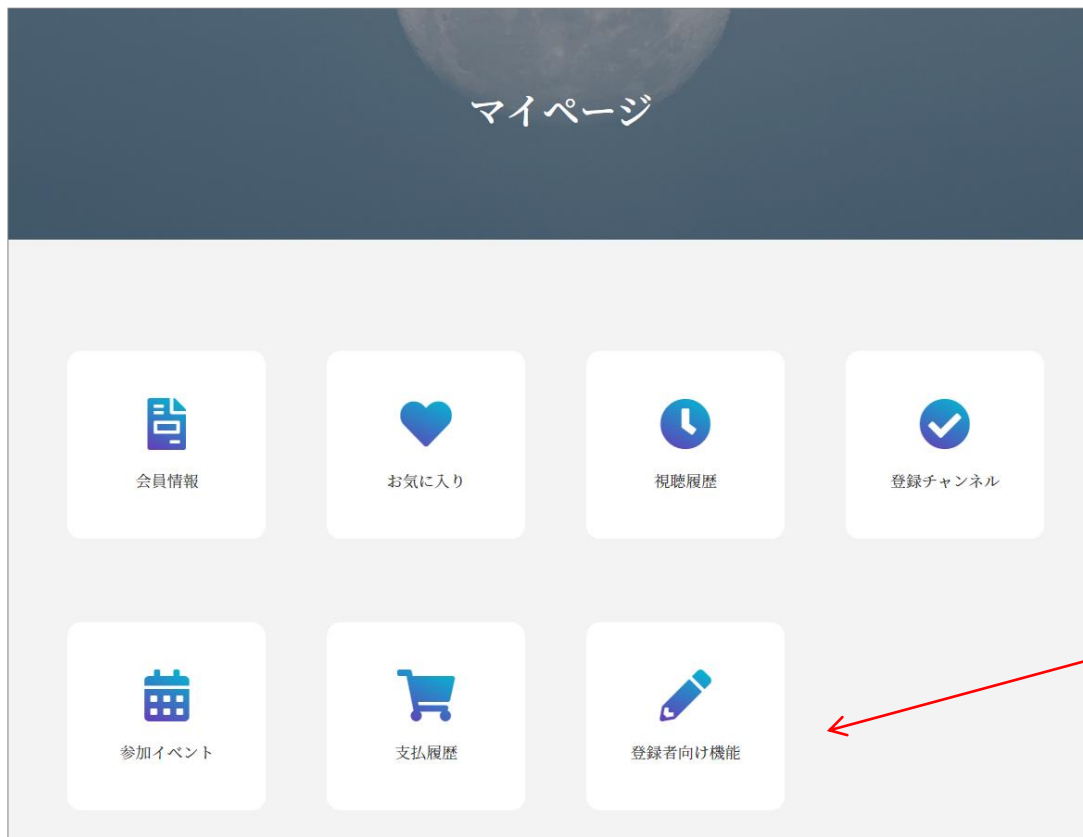 マイページ
会員情報
お気に入り
視聴履歴
登録チャンネル
参加イベント
支払履歴
登録者向け機能